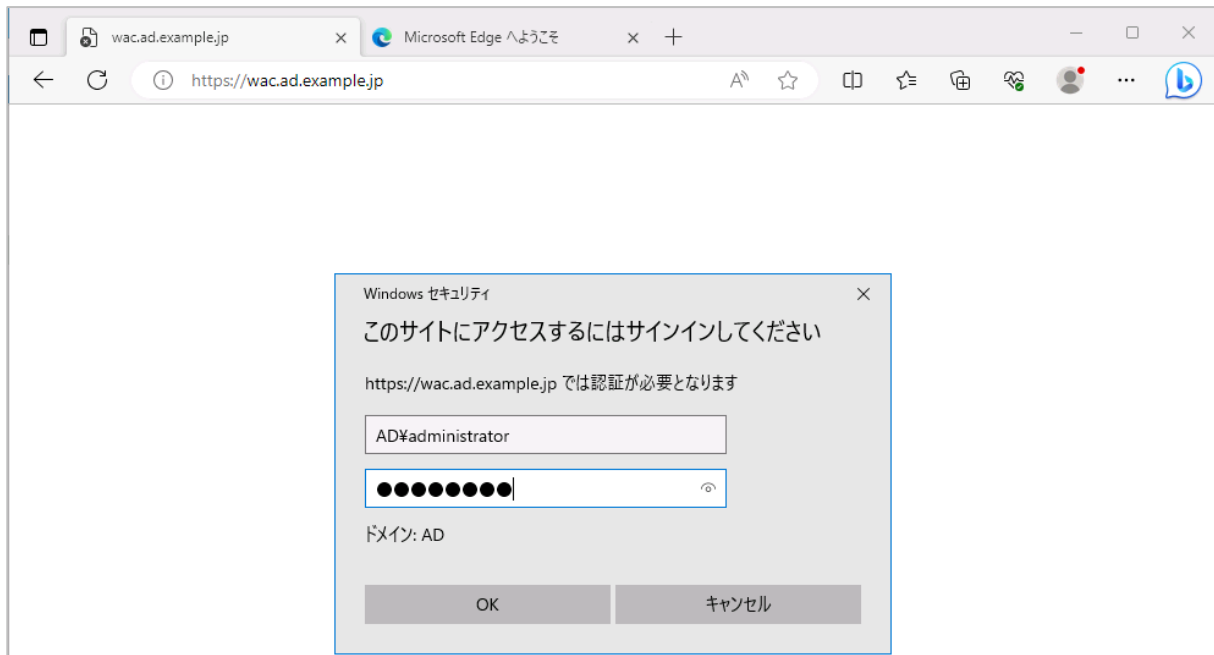 wac.ad.example.jp
Microsoft Edge へようこそ
https://wac.ad.example.jp
Windows セキュリティ
このサイトにアクセスするにはサインインしてください
https://wac.ad.example.jp では認証が必要となります
AD¥administrator
●●●●●●●●
ドメイン: AD
OK
キャンセル